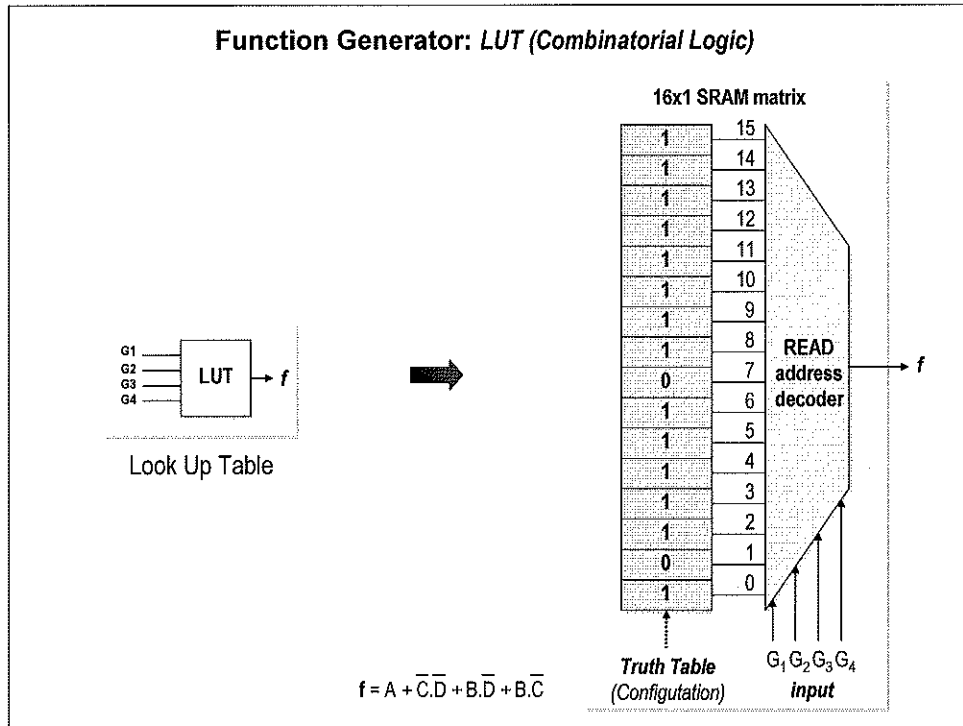 Function Generator: LUT (Combinatorial Logic)
16x1 SRAM matrix
1 15
1 14
1 13
1 12
1 11
1 10
1 9
1 8
0 7
1 6
1 5
1 4
1 3
1 2
0 1
1 0
READ
address
decoder
f
G1
G2
G3
G4
LUT
f
Look Up Table
G₁ G₂ G₃ G₄
input
Truth Table
(Configutation)
f = A + C̅.D̅ + B.D̅ + B.C̅